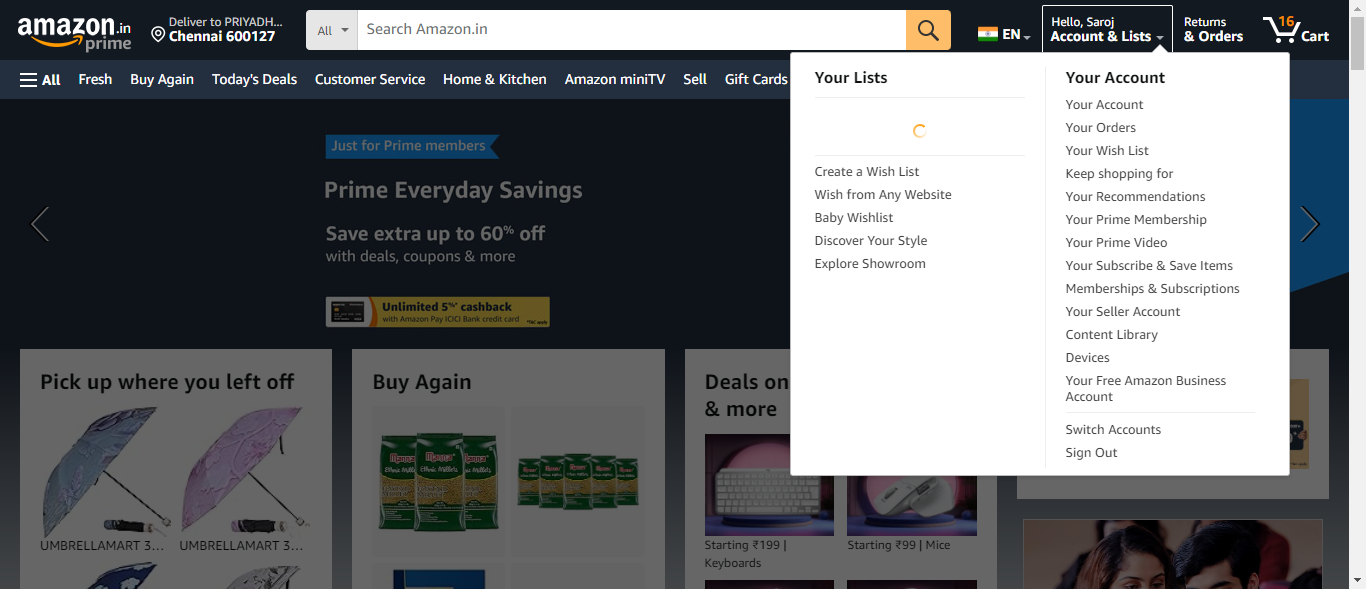 amazon.in
prime
Deliver to PRIYADH...
Chennai 600127
All
Search Amazon.in
EN
Hello, Saroj
Account & Lists
Returns
& Orders
16
Cart
All
Fresh
Buy Again
Today's Deals
Customer Service
Home & Kitchen
Amazon miniTV
Sell
Gift Cards
Your Lists
Create a Wish List
Wish from Any Website
Baby Wishlist
Discover Your Style
Explore Showroom
Your Account
Your Account
Your Orders
Your Wish List
Keep shopping for
Your Recommendations
Your Prime Membership
Your Prime Video
Your Subscribe & Save Items
Memberships & Subscriptions
Your Seller Account
Content Library
Devices
Your Free Amazon Business
Account
Switch Accounts
Sign Out
Just for Prime members
Prime Everyday Savings
Save extra up to 60% off
with deals, coupons & more
Unlimited 5%* cashback
with Amazon Pay ICICI Bank credit card
*T&C apply
Pick up where you left off
UMBRELLAMART 3...
UMBRELLAMART 3...
Buy Again
Manna
Ethnic Millets
Manna
Ethnic Millets
Deals on
& more
Starting ₹199 |
Keyboards
Starting ₹99 | Mice